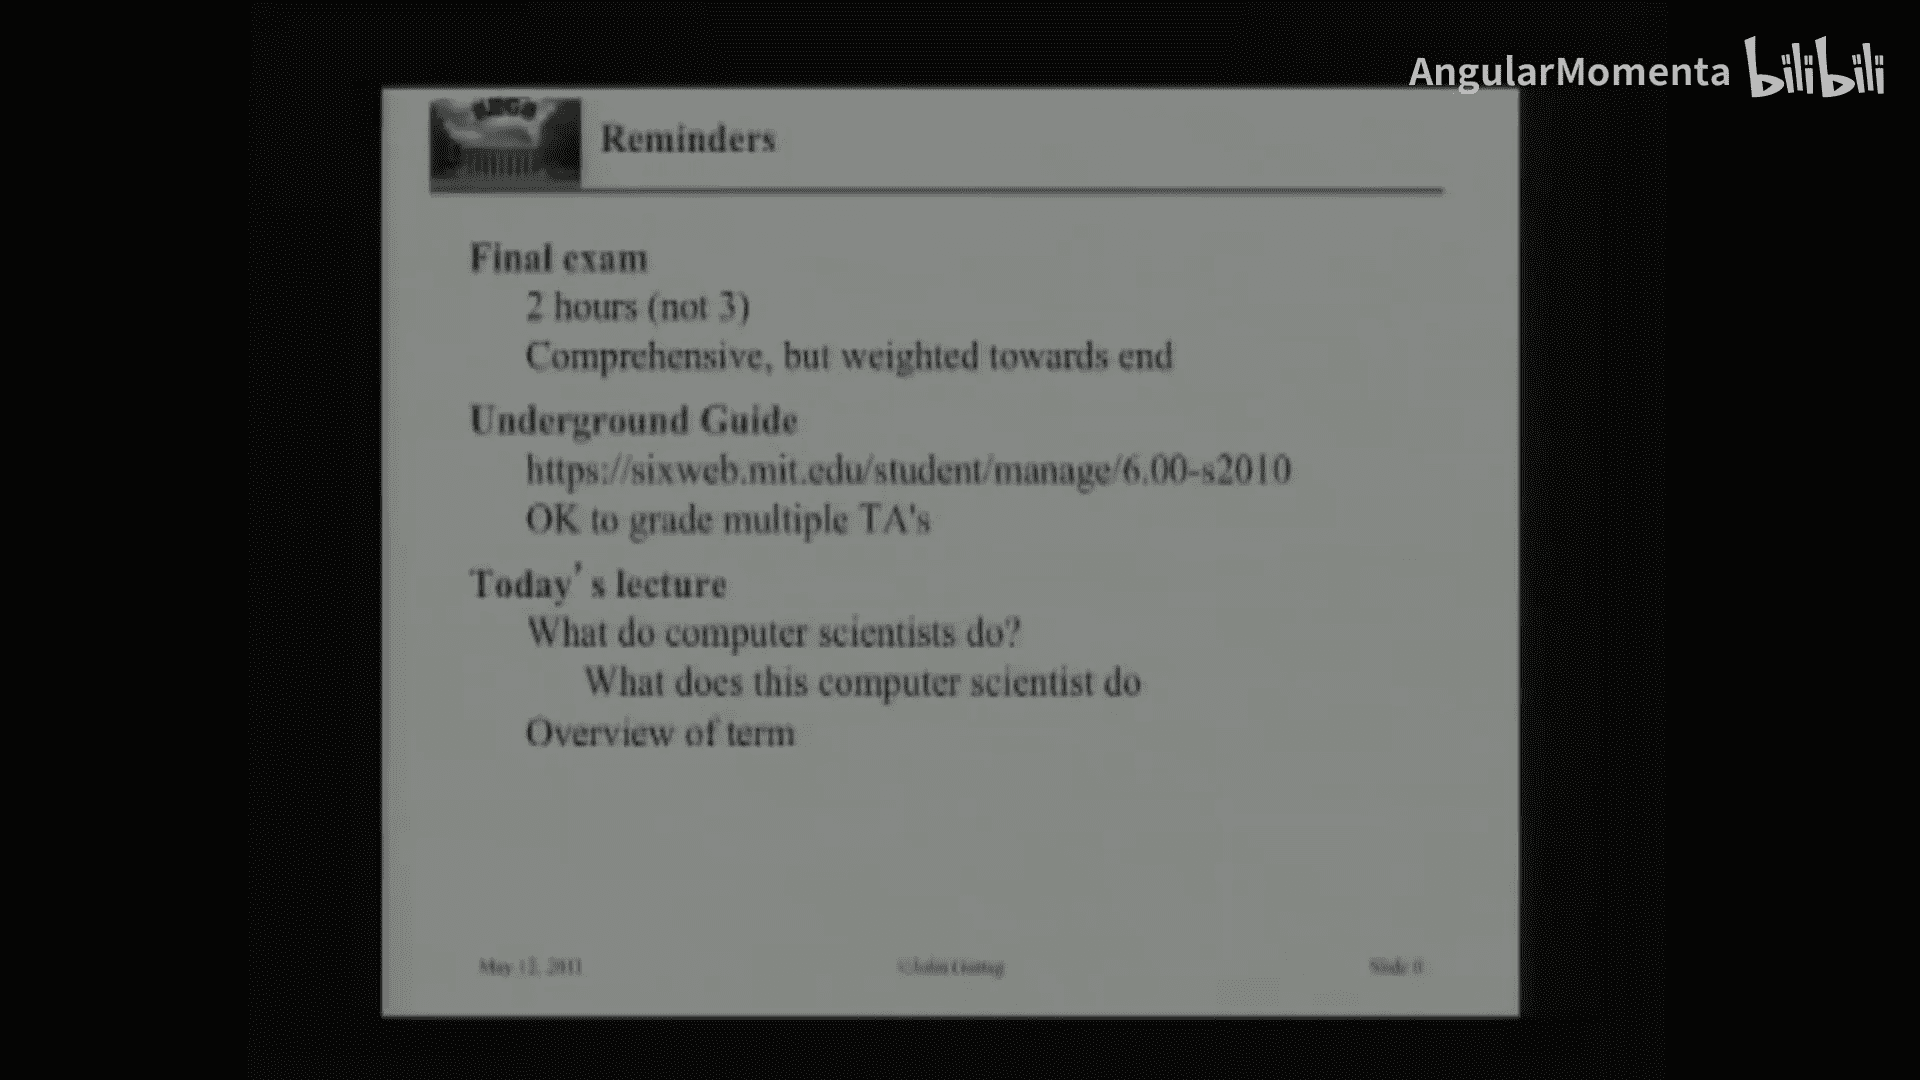 AngularMomenta bilibili
Reminders
Final exam
2 hours (not 3)
Comprehensive, but weighted towards end
Underground Guide
https://sixweb.mit.edu/student/manage/6.00-s2010
OK to grade multiple TA's
Today’s lecture
What do computer scientists do?
What does this computer scientist do
Overview of term
May 12, 2011
Slide